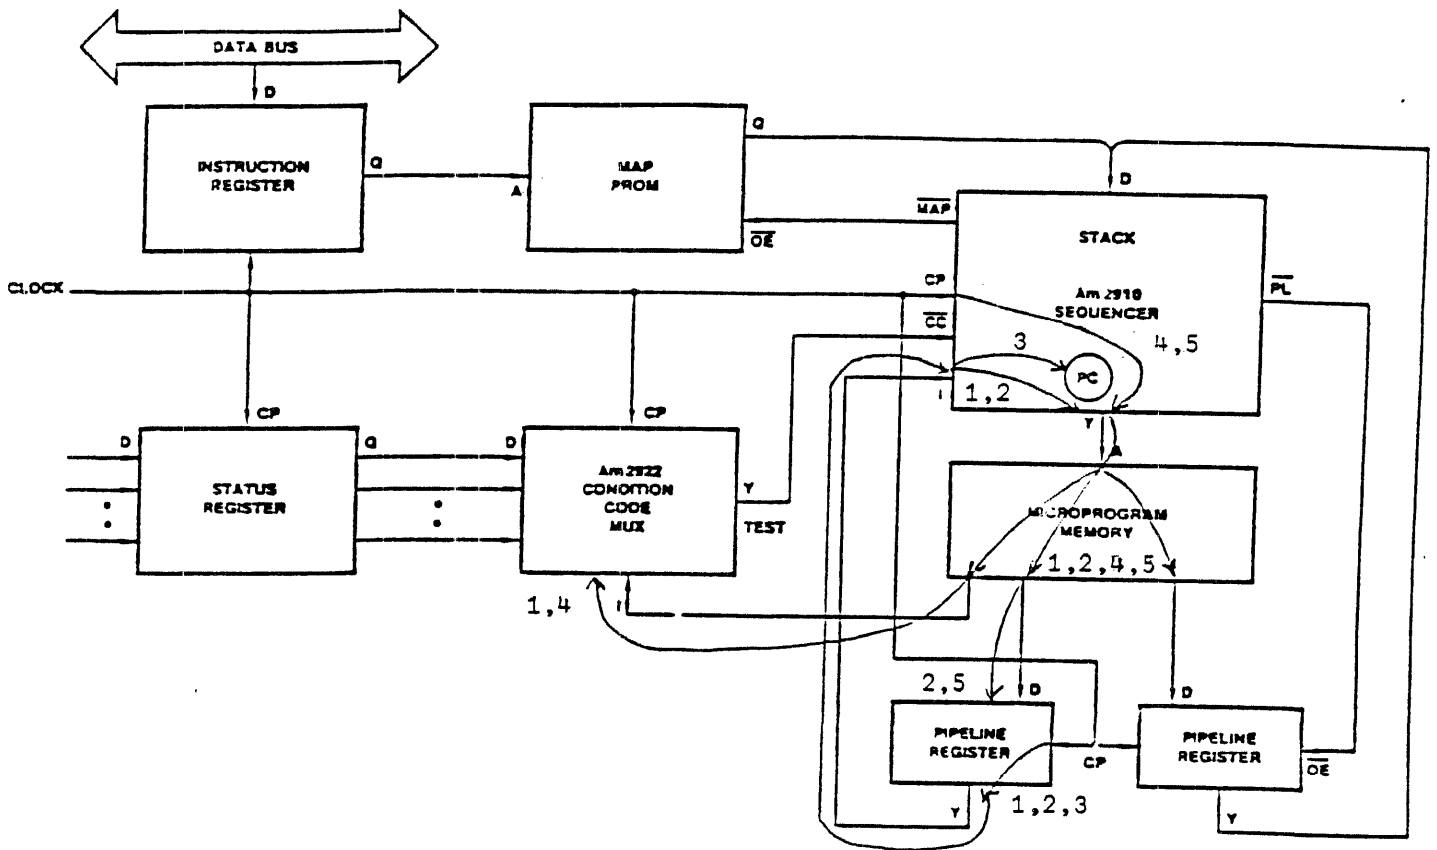 DATA BUS
D
INSTRUCTION
REGISTER
Q
A
MAP
PROM
Q
OE
D
MAP
STACK
CLOCK
CP
Am 2910
SEQUENCER
PL
CC
3
4,5
PC
1,2
I
Y
A
CP
CP
D
STATUS
REGISTER
Q
D
Am 2922
CONDITION
CODE
MUX
Y
TEST
MICROPROGRAM
MEMORY
1,2,4,5
1,4
I
2,5
D
D
PIPELINE
REGISTER
CP
PIPELINE
REGISTER
OE
Y
1,2,3
Y